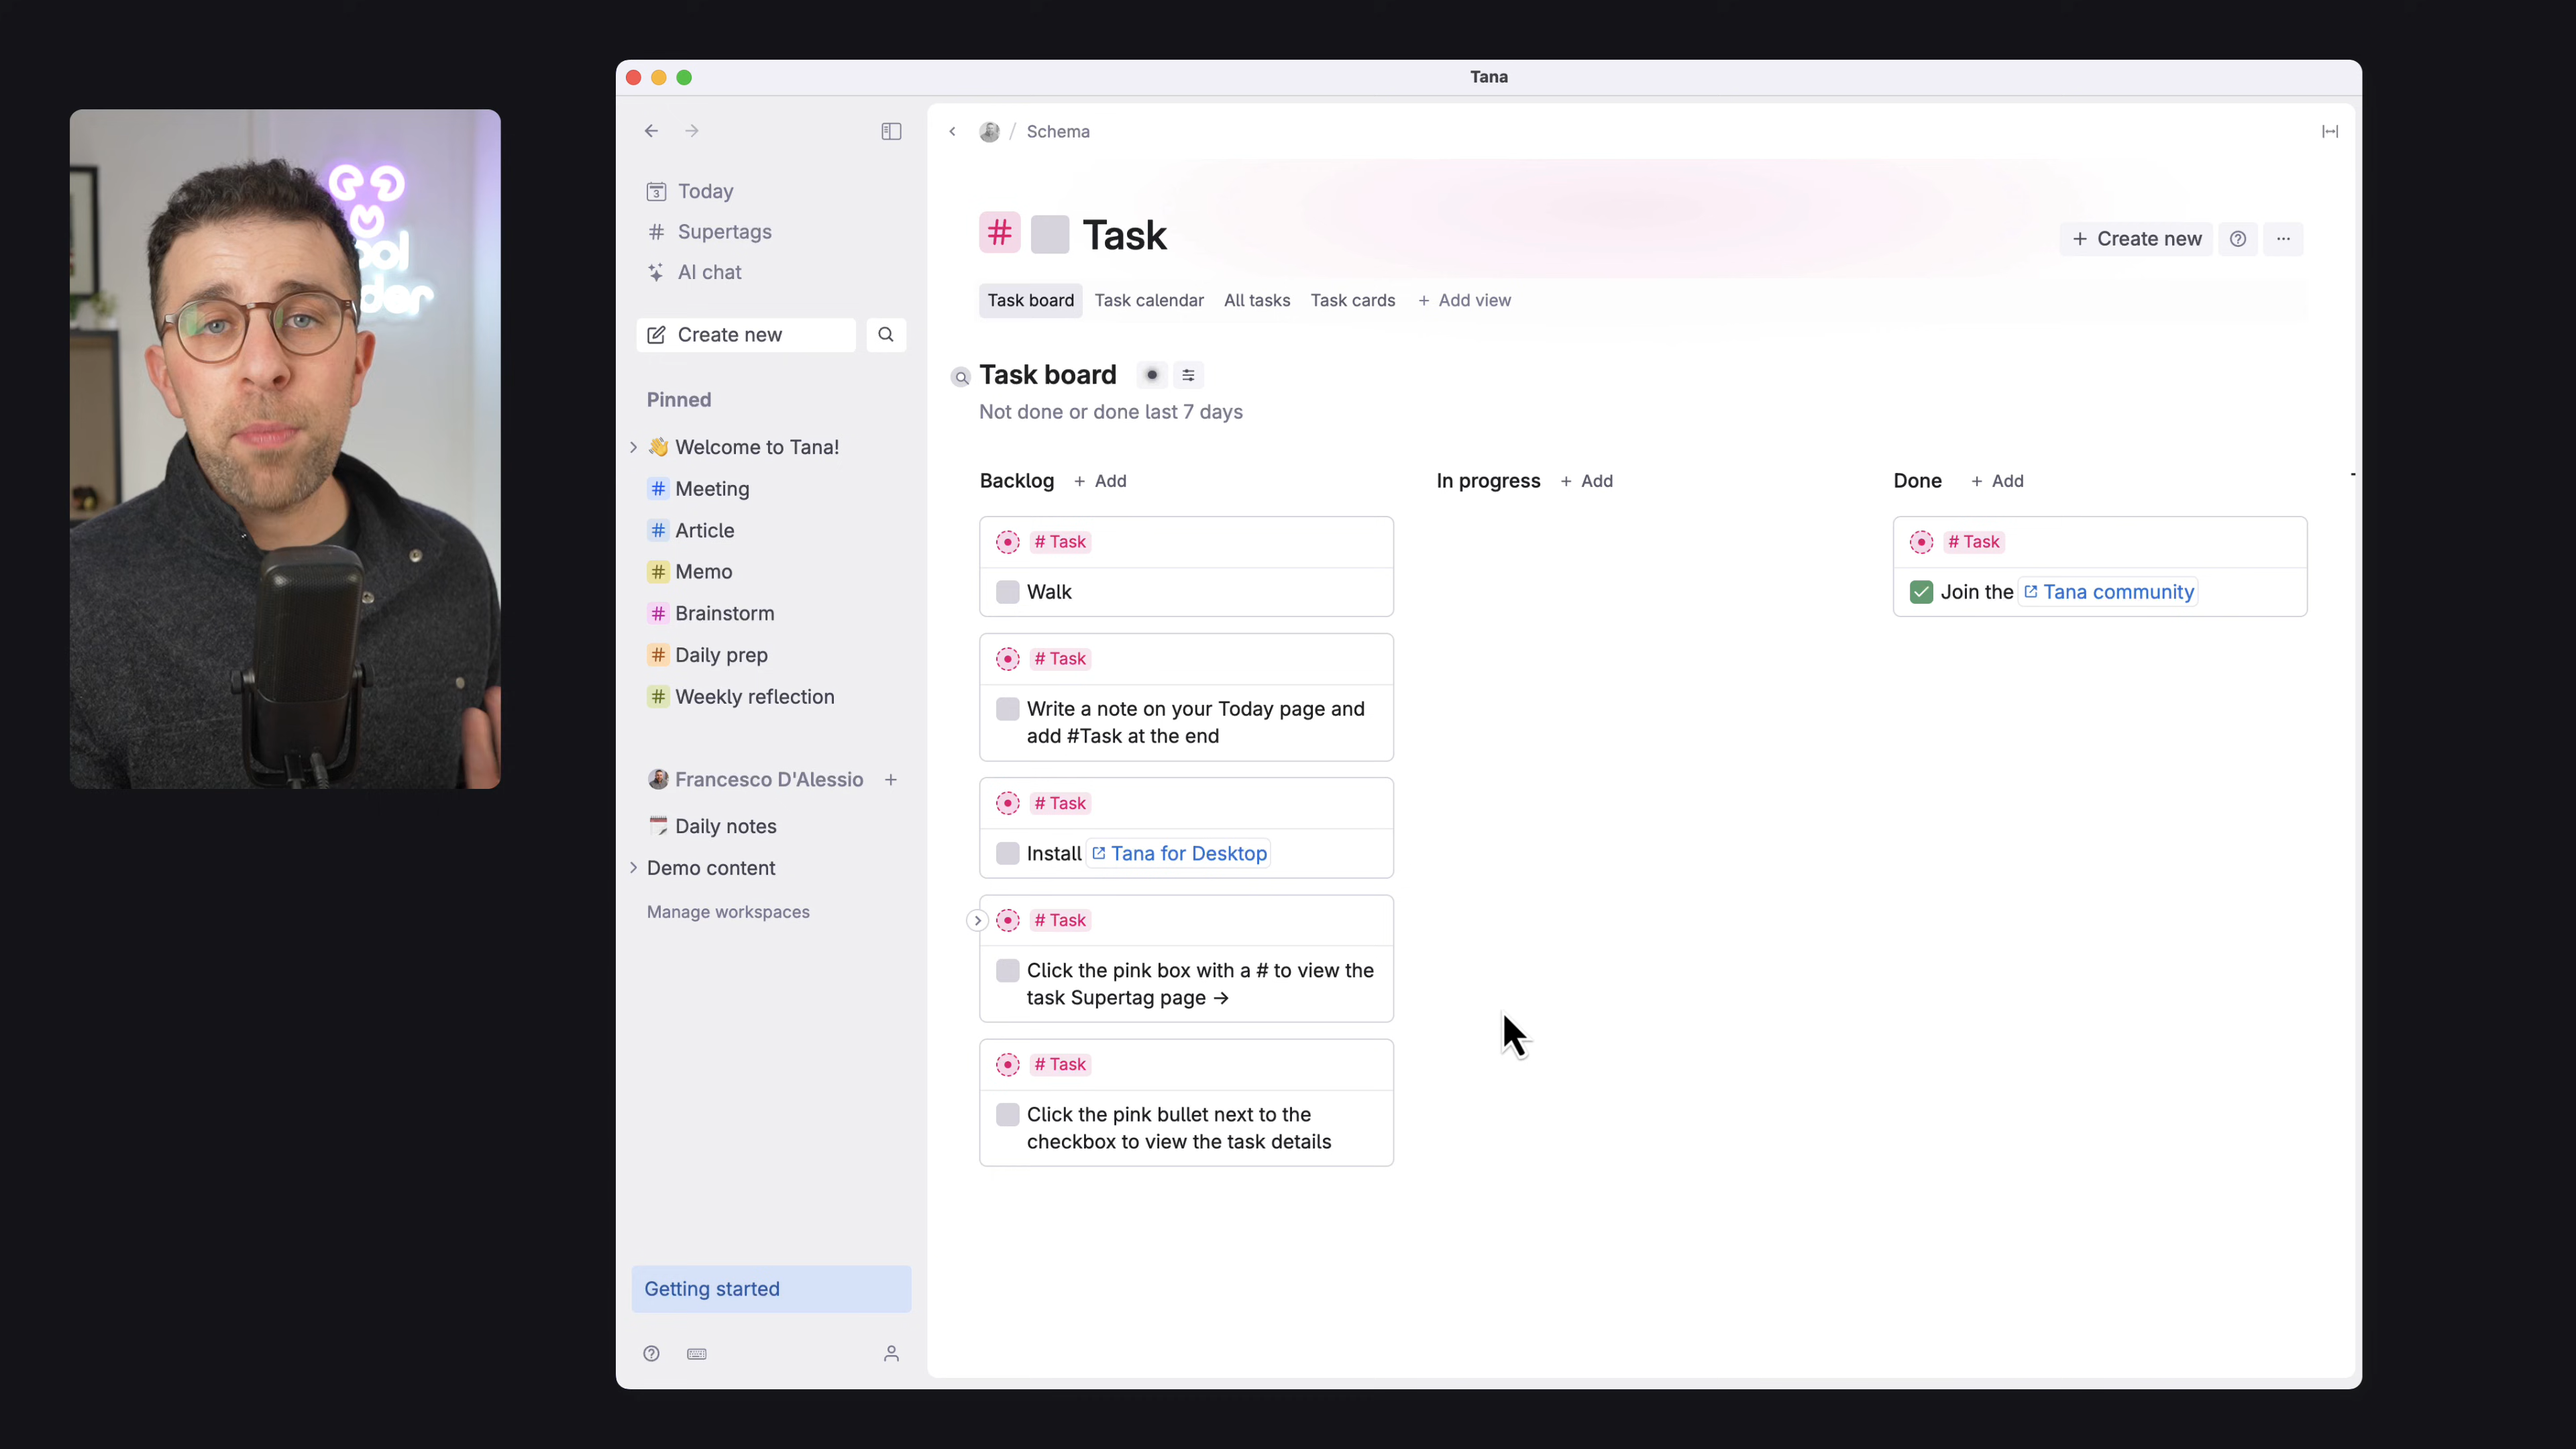 Tana
Schema
3
Today
Supertags
AI chat
Create new
Pinned
👋 Welcome to Tana!
# Meeting
# Article
# Memo
# Brainstorm
# Daily prep
# Weekly reflection
Francesco D'Alessio +
Daily notes
Demo content
Manage workspaces
Getting started
# Task
+ Create new
Task board Task calendar All tasks Task cards + Add view
Task board
Not done or done last 7 days
Backlog + Add
# Task
Walk
# Task
Write a note on your Today page and
add #Task at the end
# Task
Install Tana for Desktop
# Task
Click the pink box with a # to view the
task Supertag page →
# Task
Click the pink bullet next to the
checkbox to view the task details
In progress + Add
Done + Add
# Task
Join the Tana community